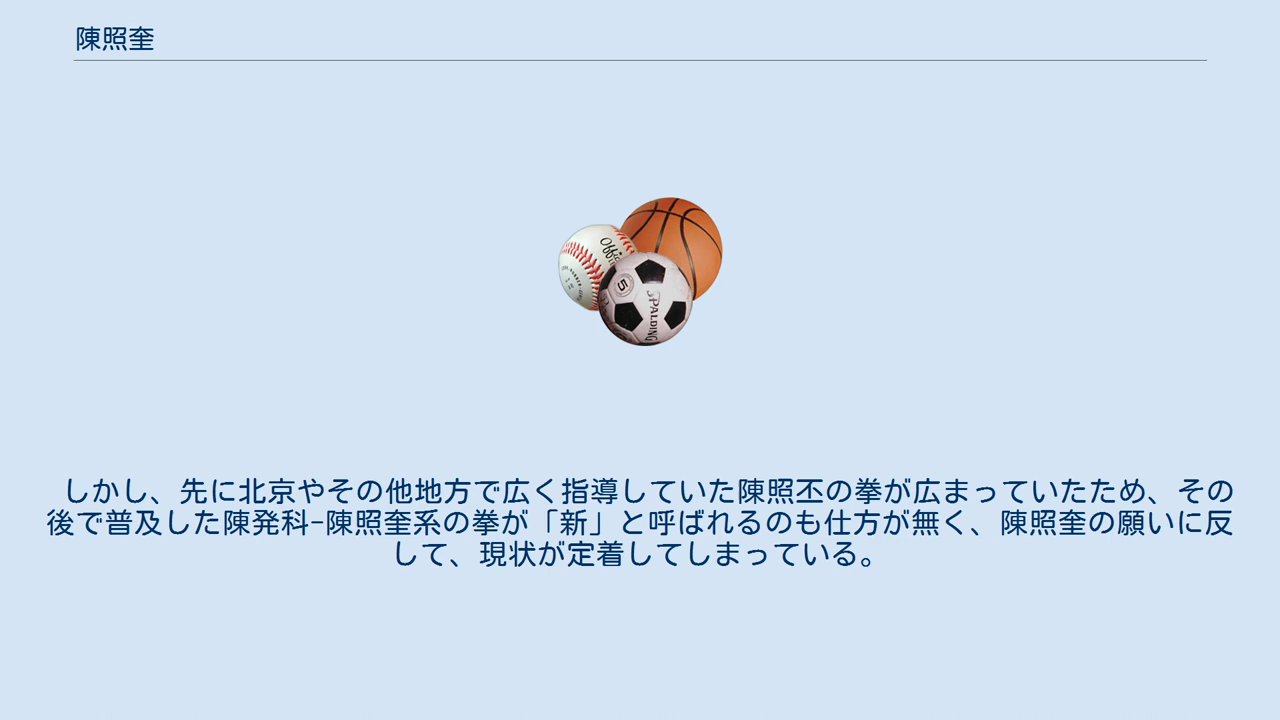 陳照奎
しかし、先に北京やその他地方で広く指導していた陳照丕の拳が広まっていたため、その
後で普及した陳発科-陳照奎系の拳が「新」と呼ばれるのも仕方が無く、陳照奎の願いに反
して、現状が定着してしまっている。
5
SPALDING